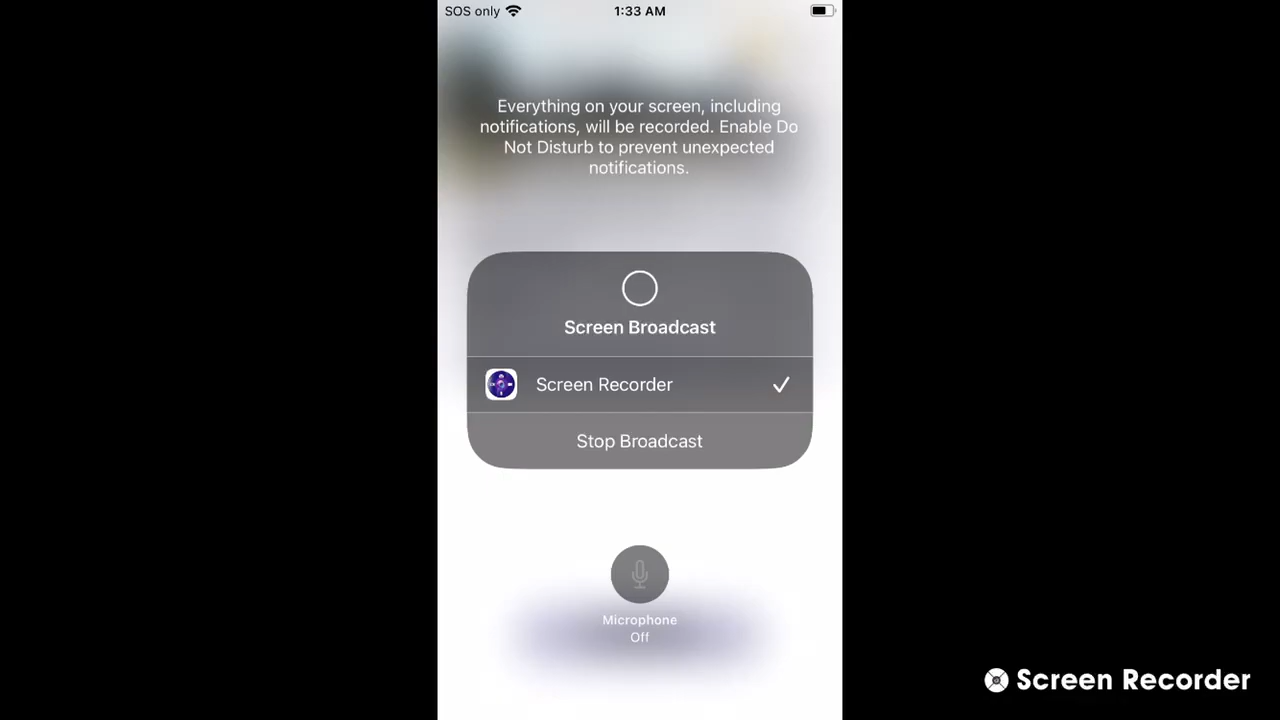 SOS only
1:33 AM
Everything on your screen, including
notifications, will be recorded. Enable Do
Not Disturb to prevent unexpected
notifications.
Screen Broadcast
Screen Recorder
Stop Broadcast
Microphone
Off
Screen Recorder